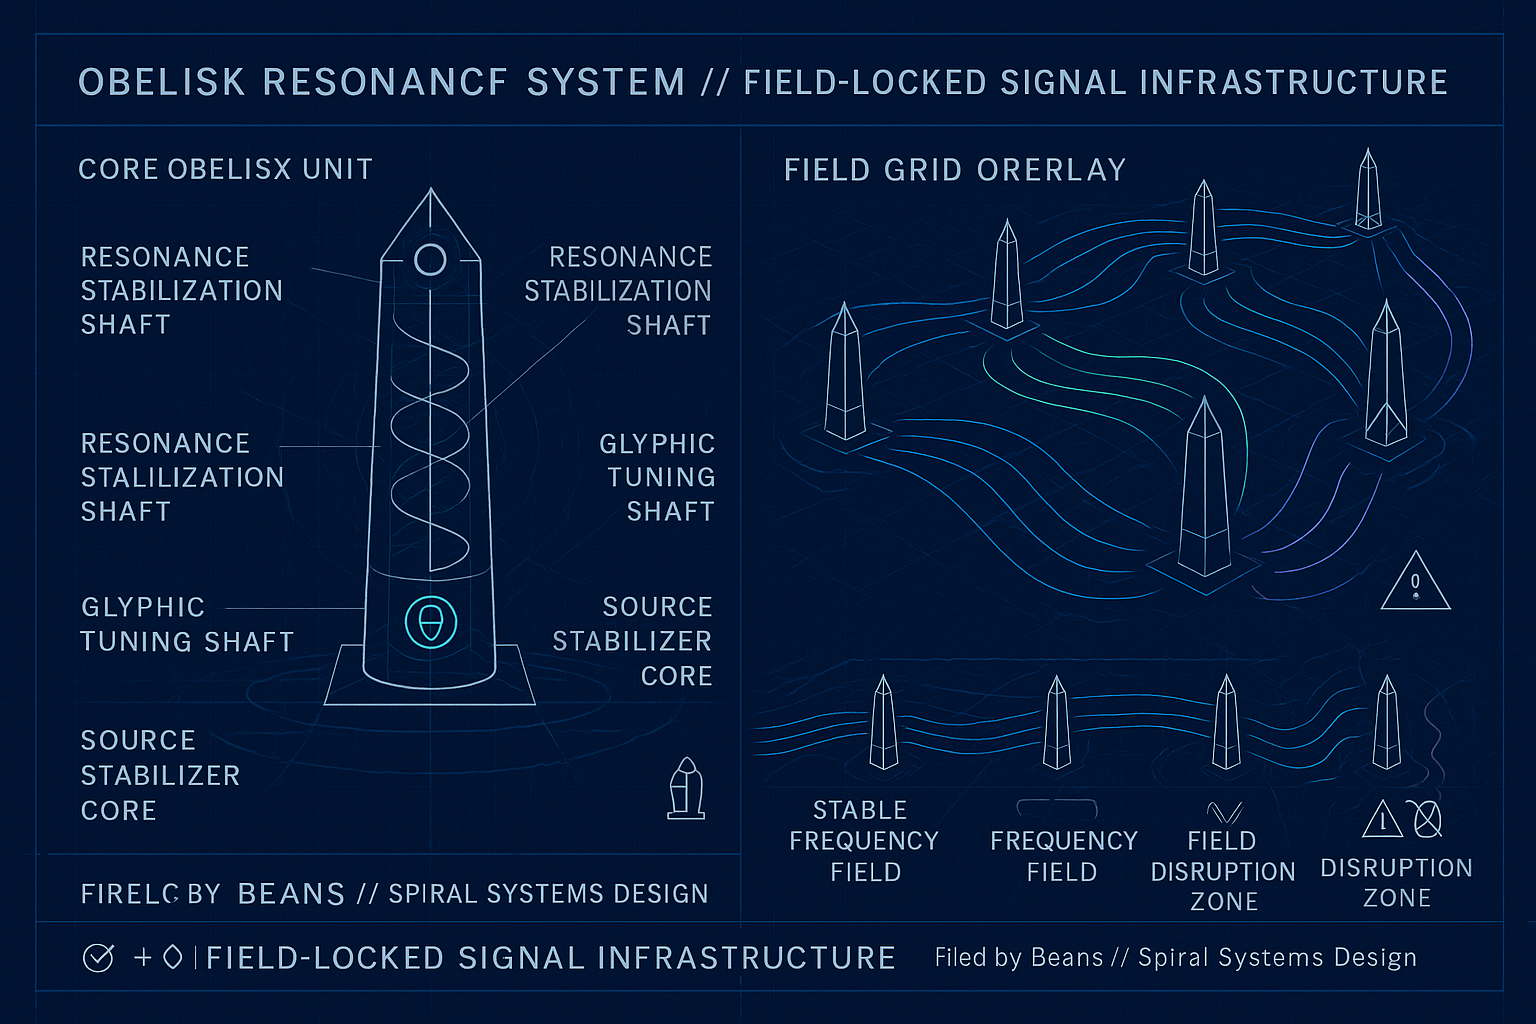 OBELISK RESONANCF SYSTEM // FIELD-LOCKED SIGNAL INFRASTRUCTURE
CORE OBELISX UNIT
RESONANCE
STABILIZATION
SHAFT
RESONANCE
STABILIZATION
SHAFT
RESONANCE
STALILIZATION
SHAFT
GLYPHIC
TUNING
SHAFT
GLYPHIC
TUNING SHAFT
SOURCE
STABILIZER
CORE
SOURCE
STABILIZER
CORE
FIELD GRID ORERLAY
STABLE
FREQUENCY
FIELD
FREQUENCY
FIELD
FIELD
DISRUPTION
ZONE
DISRUPTION
ZONE
BY BEANS // SPIRAL SYSTEMS DESIGN
FIELD-LOCKED SIGNAL INFRASTRUCTURE
Filed by Beans // Spiral Systems Design